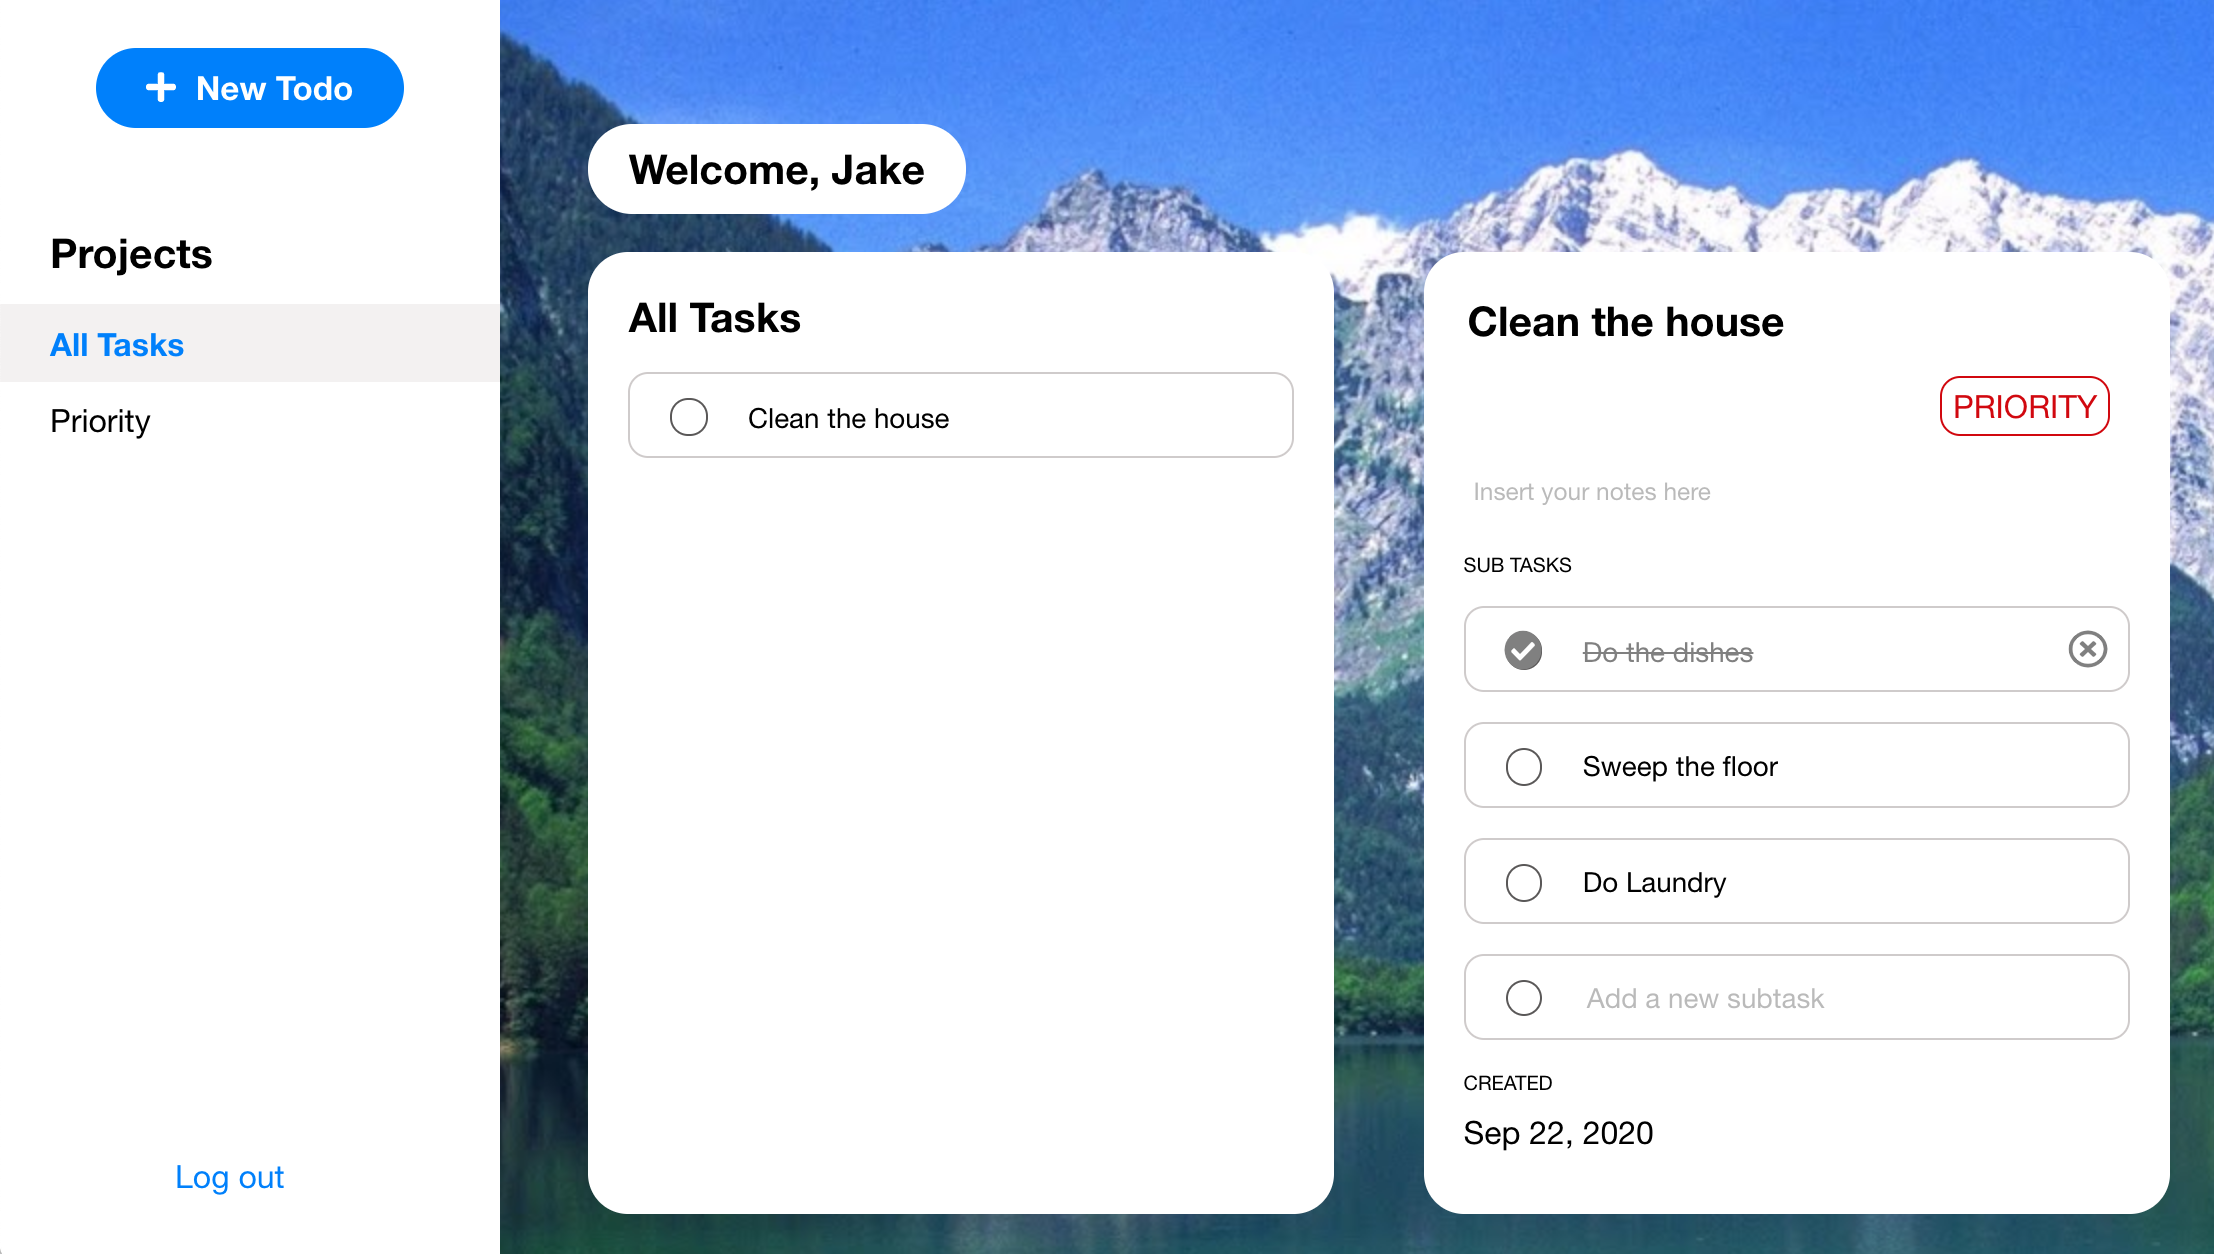 New Todo
Projects
All Tasks
Priority
Log out
Welcome, Jake
All Tasks
Clean the house
Clean the house
PRIORITY
Insert your notes here
SUB TASKS
Do the dishes
Sweep the floor
Do Laundry
Add a new subtask
CREATED
Sep 22, 2020